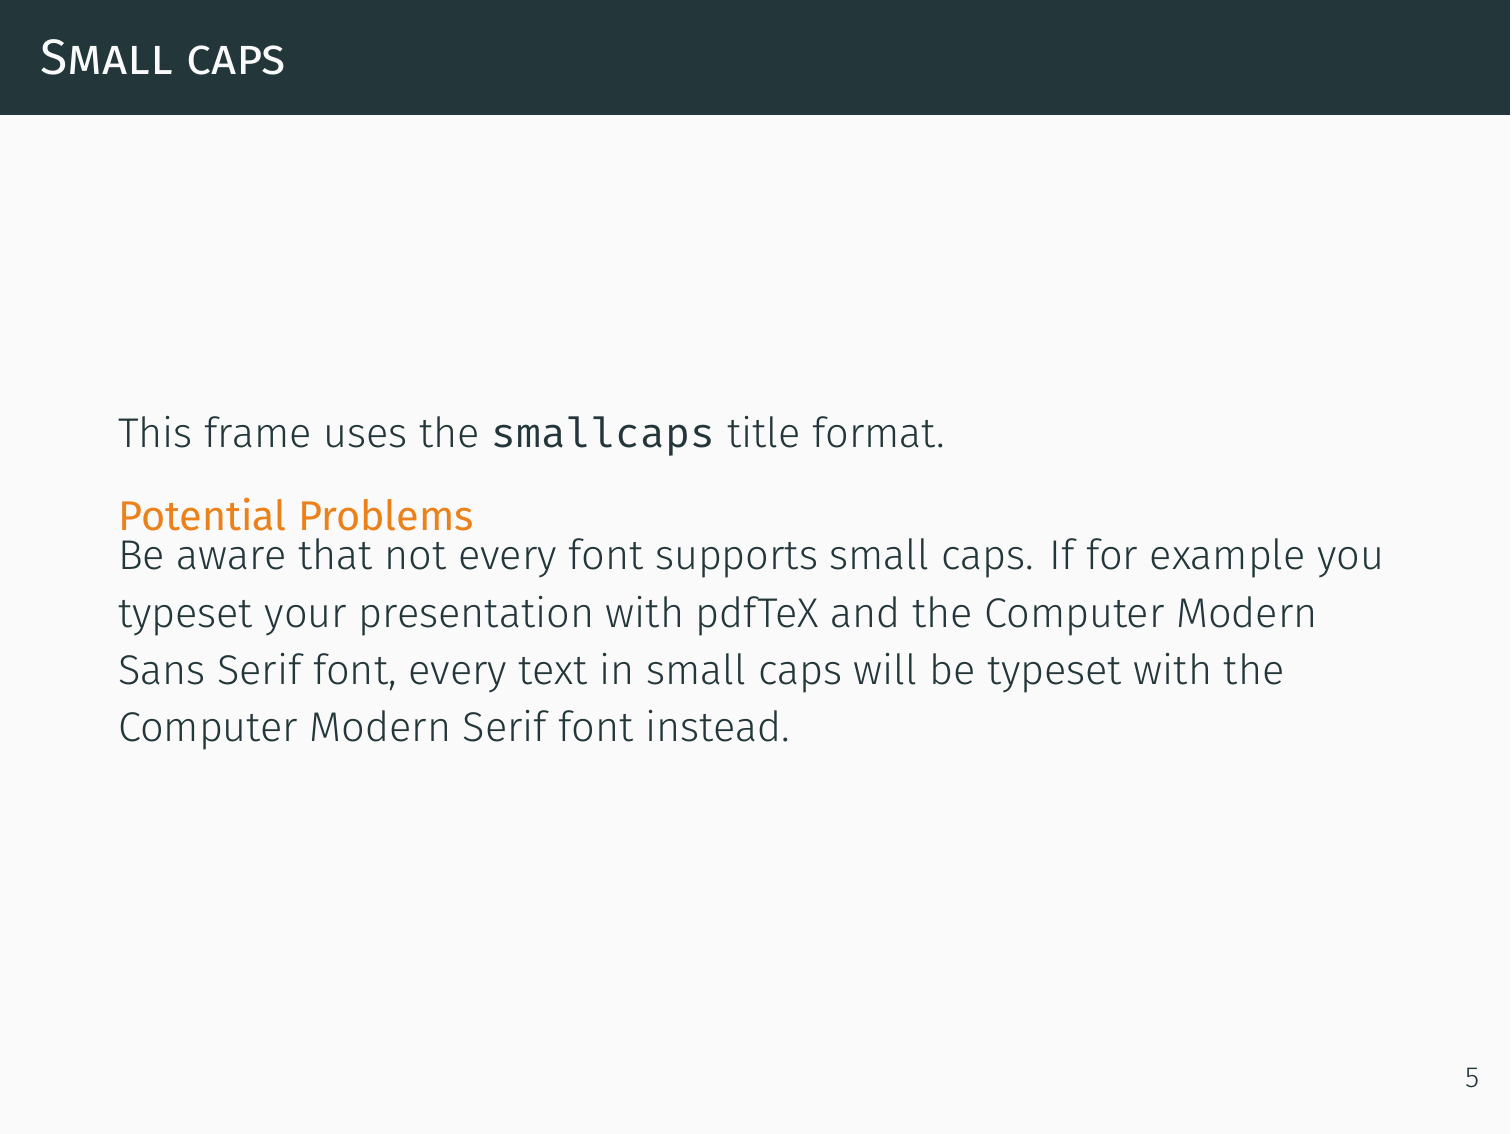 Small caps
This frame uses the smallcaps title format.
Potential Problems
Be aware that not every font supports small caps. If for example you
typeset your presentation with pdfTeX and the Computer Modern
Sans Serif font, every text in small caps will be typeset with the
Computer Modern Serif font instead.
5